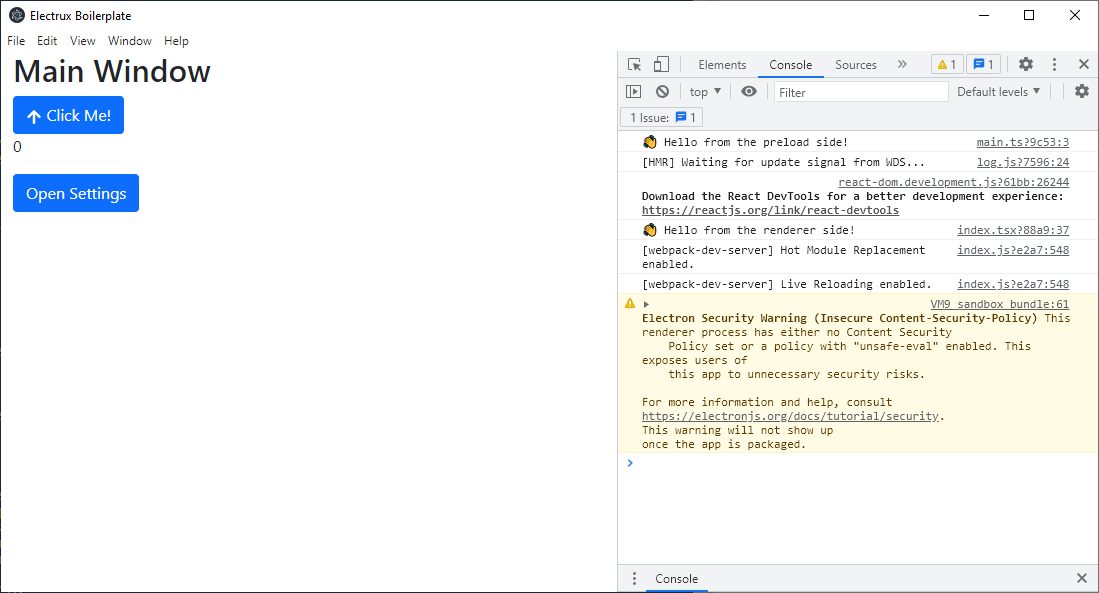 Electrux Boilerplate
File Edit View Window Help
Main Window
Click Me!
0
Open Settings
Elements Console Sources » 1 1
top Filter Default levels
1 Issue: 1
Hello from the preload side! main.ts?9c53:3
[HMR] Waiting for update signal from WDS... log.js?7596:24
react-dom.development.js?61bb:26244
Download the React DevTools for a better development experience:
https://reactjs.org/link/react-devtools
Hello from the renderer side! index.tsx?88a9:37
[webpack-dev-server] Hot Module Replacement index.js?e2a7:548
enabled.
[webpack-dev-server] Live Reloading enabled. index.js?e2a7:548
VM9 sandbox_bundle:61
Electron Security Warning (Insecure Content-Security-Policy) This
renderer process has either no Content Security
Policy set or a policy with "unsafe-eval" enabled. This
exposes users of
this app to unnecessary security risks.
For more information and help, consult
https://electronjs.org/docs/tutorial/security.
This warning will not show up
once the app is packaged.
Console